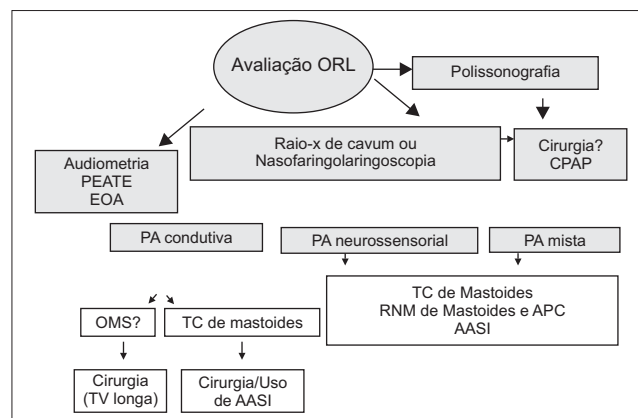 Avaliação ORL
Polissonografia
Raio-x de cavum ou
Nasofaringolaringoscopia
Cirurgia?
CPAP
Audiometria
PEATE
EOA
PA condutiva
PA neurossensorial
PA mista
TC de Mastoides
RNM de Mastoides e APC
AASI
OMS?
TC de mastoides
Cirurgia
(TV longa)
Cirurgia/Uso
de AASI